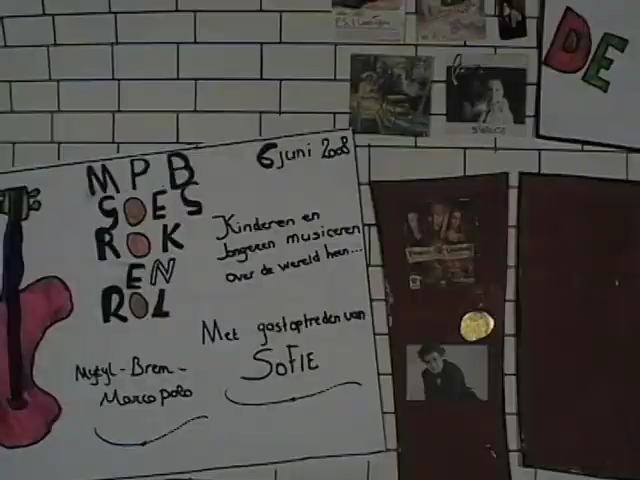 DE
6 juni 2008
MPB
GOES
ROK
EN
ROL
Kinderen en
Jongeren musiceren
over de wereld heen...
Met gastoptreden van
SOFIE
Mytyl-Brem-
Marco polo